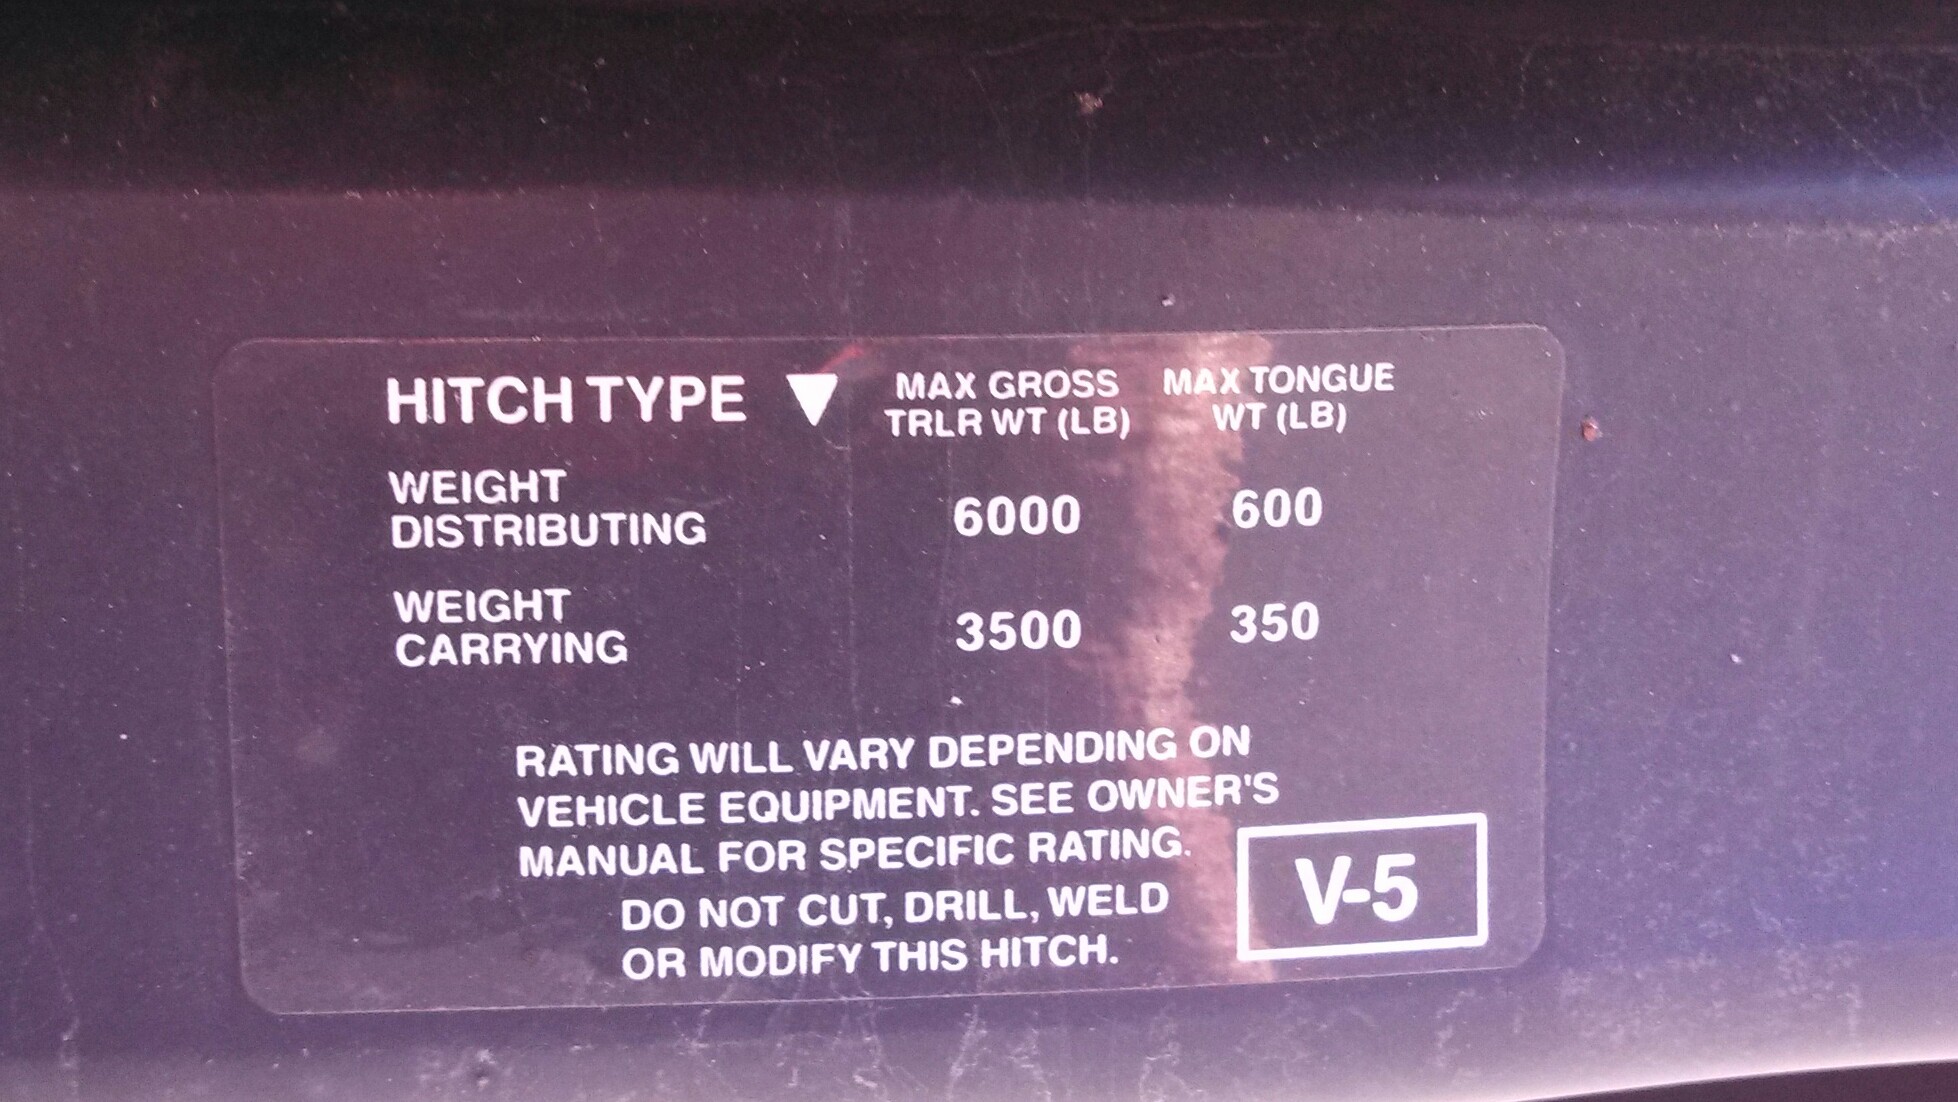 HITCH TYPE ▼ MAX GROSS TRLR WT (LB) MAX TONGUE WT (LB)
WEIGHT DISTRIBUTING 6000 600
WEIGHT CARRYING 3500 350
RATING WILL VARY DEPENDING ON
VEHICLE EQUIPMENT. SEE OWNER'S
MANUAL FOR SPECIFIC RATING.
DO NOT CUT, DRILL, WELD
OR MODIFY THIS HITCH.
V-5